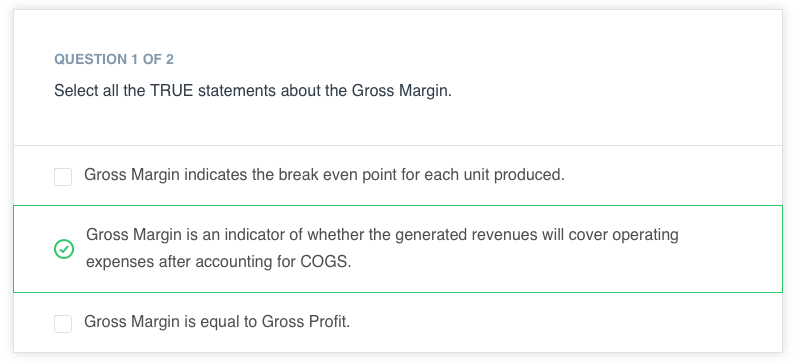 QUESTION 1 OF 2
Select all the TRUE statements about the Gross Margin.
Gross Margin indicates the break even point for each unit produced.
Gross Margin is an indicator of whether the generated revenues will cover operating
expenses after accounting for COGS.
Gross Margin is equal to Gross Profit.